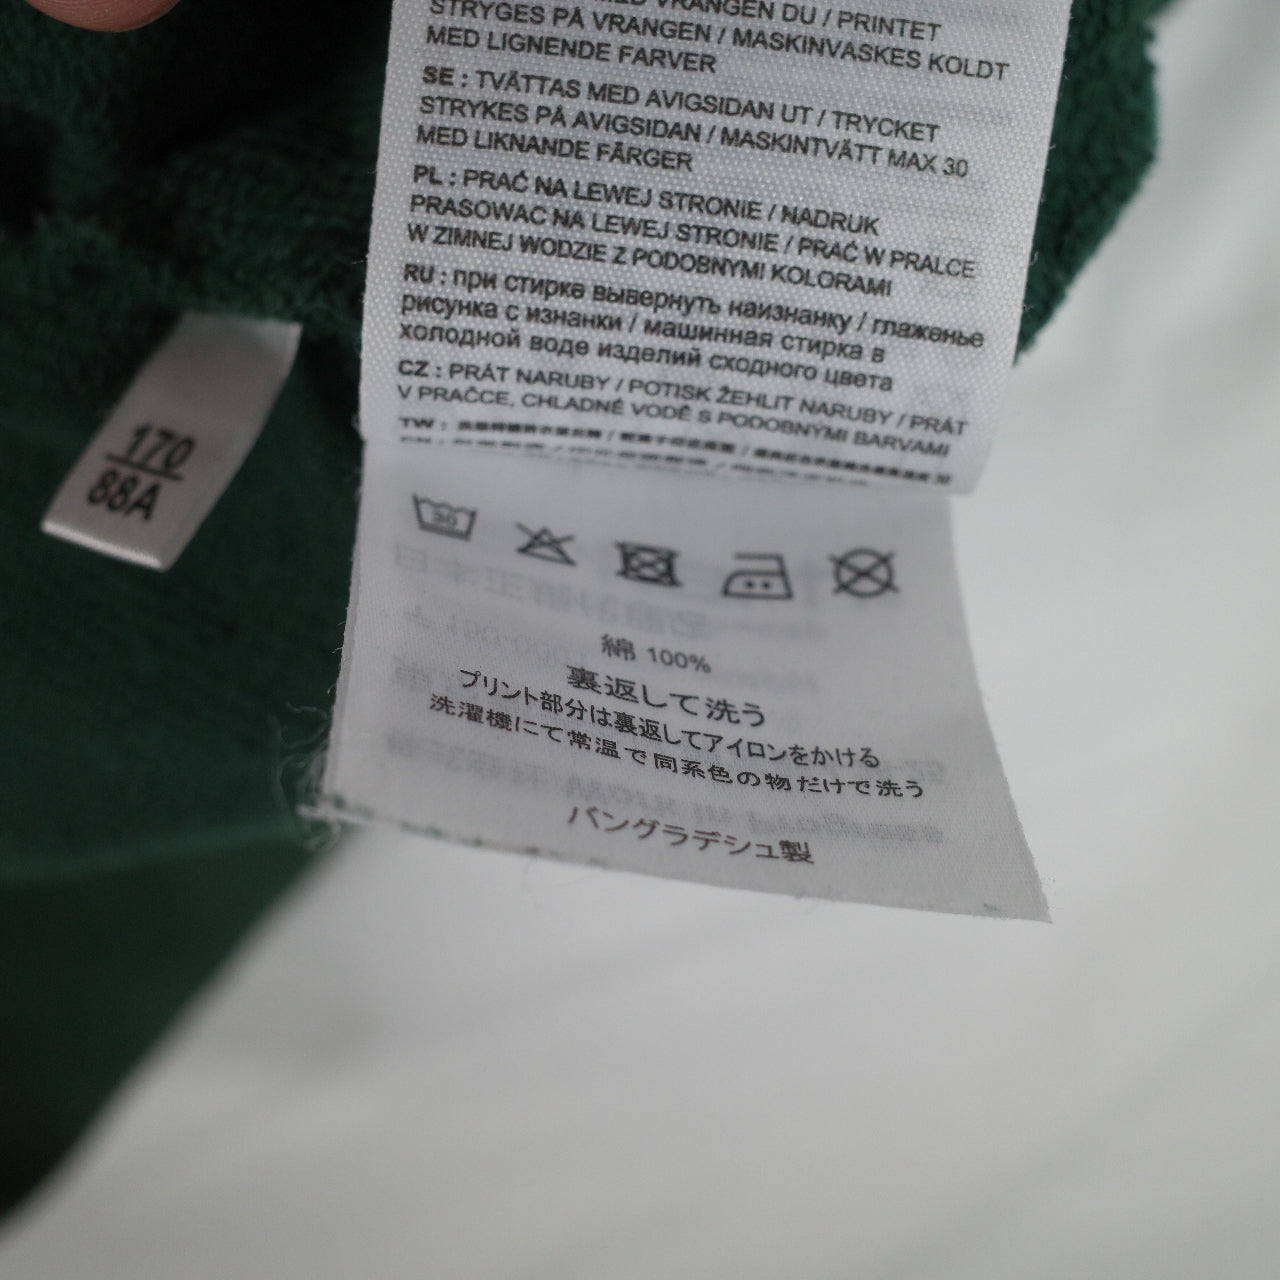 VRANGEN DU / PRINTET
STRYGES PÅ VRANGEN / MASKINVASKES KOLDT
MED LIGNENDE FARVER
SE : TVÄTTAS MED AVIGSIDAN UT / TRYCKET
STRYKES PÅ AVIGSIDAN / MASKINTVÄTT MAX 30
MED LIKNANDE FÄRGER
PL : PRAĆ NA LEWEJ STRONIE / NADRUK
PRASOWAĆ NA LEWEJ STRONIE / PRAĆ W PRALCE
W ZIMNEJ WODZIE Z PODOBNYMI KOLORAMI
RU : при стирке вывернуть наизнанку / глаженье
рисунка с изнанки / машинная стирка в
холодной воде изделий сходного цвета
CZ : PRÁT NARUBY / POTISK ŽEHLIT NARUBY / PRÁT
V PRAČCE, CHLADNÉ VODĚ S PODOBNÝMI BARVAMI
TW :
170
88A
30
綿 100%
裏返して洗う
プリント部分は裏返してアイロンをかける
洗濯機にて常温で同系色の物だけで洗う
バングラデシュ製